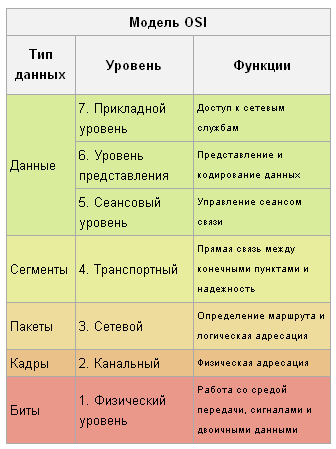 Модель OSI
Тип
данных
Уровень
Функции
Данные
7. Прикладной
уровень
Доступ к сетевым
службам
6. Уровень
представления
Представление и
кодирование данных
5. Сеансовый
уровень
Управление сеансом
связи
Сегменты
4. Транспортный
Прямая связь между
конечными пунктами и
надежность
Пакеты
3. Сетевой
Определение маршрута и
логическая адресация
Кадры
2. Канальный
Физическая адресация
Биты
1. Физический
уровень
Работа со средой
передачи, сигналами и
двоичными данными